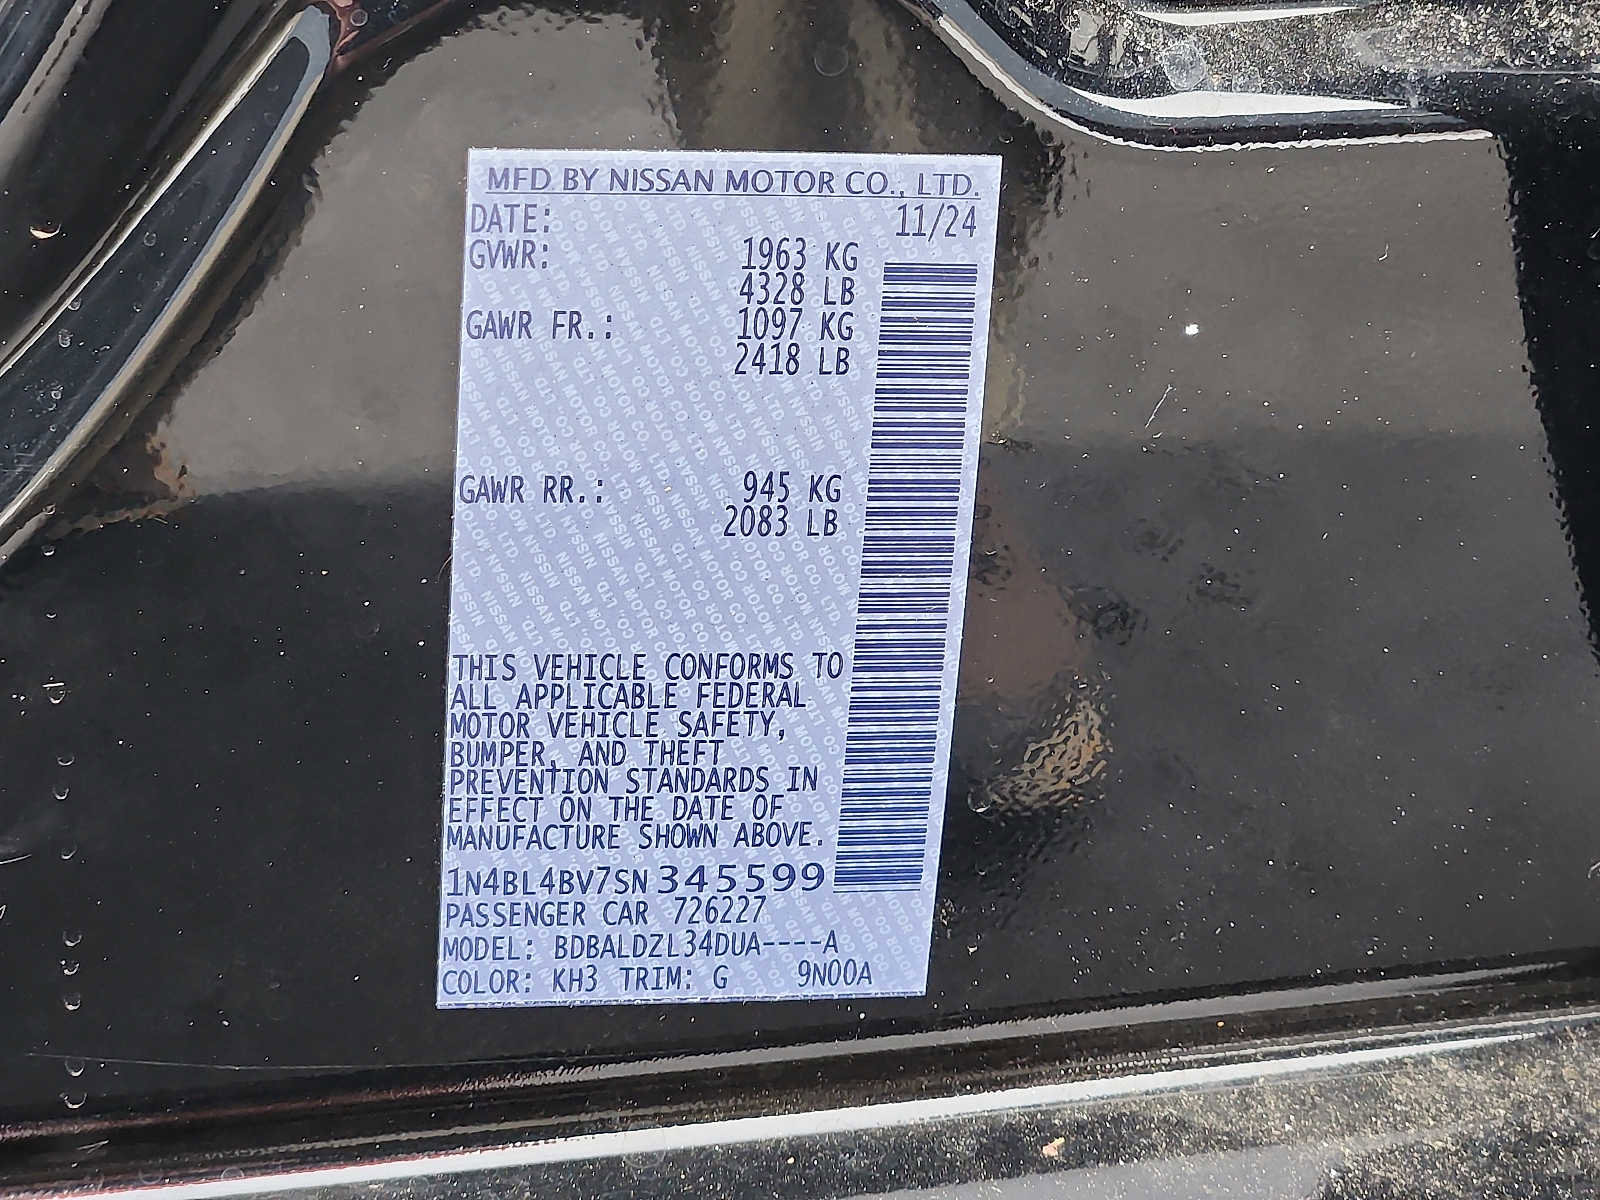 MFD BY NISSAN MOTOR CO., LTD.
DATE: 11/24
GVWR: 1963 KG
4328 LB
GAWR FR.: 1097 KG
2418 LB
GAWR RR.: 945 KG
2083 LB
THIS VEHICLE CONFORMS TO
ALL APPLICABLE FEDERAL
MOTOR VEHICLE SAFETY,
BUMPER, AND THEFT
PREVENTION STANDARDS IN
EFFECT ON THE DATE OF
MANUFACTURE SHOWN ABOVE.
1N4BL4BV7SN345599
PASSENGER CAR 726227
MODEL: BDBALDZL34DUA----A
COLOR: KH3 TRIM: G 9N00A